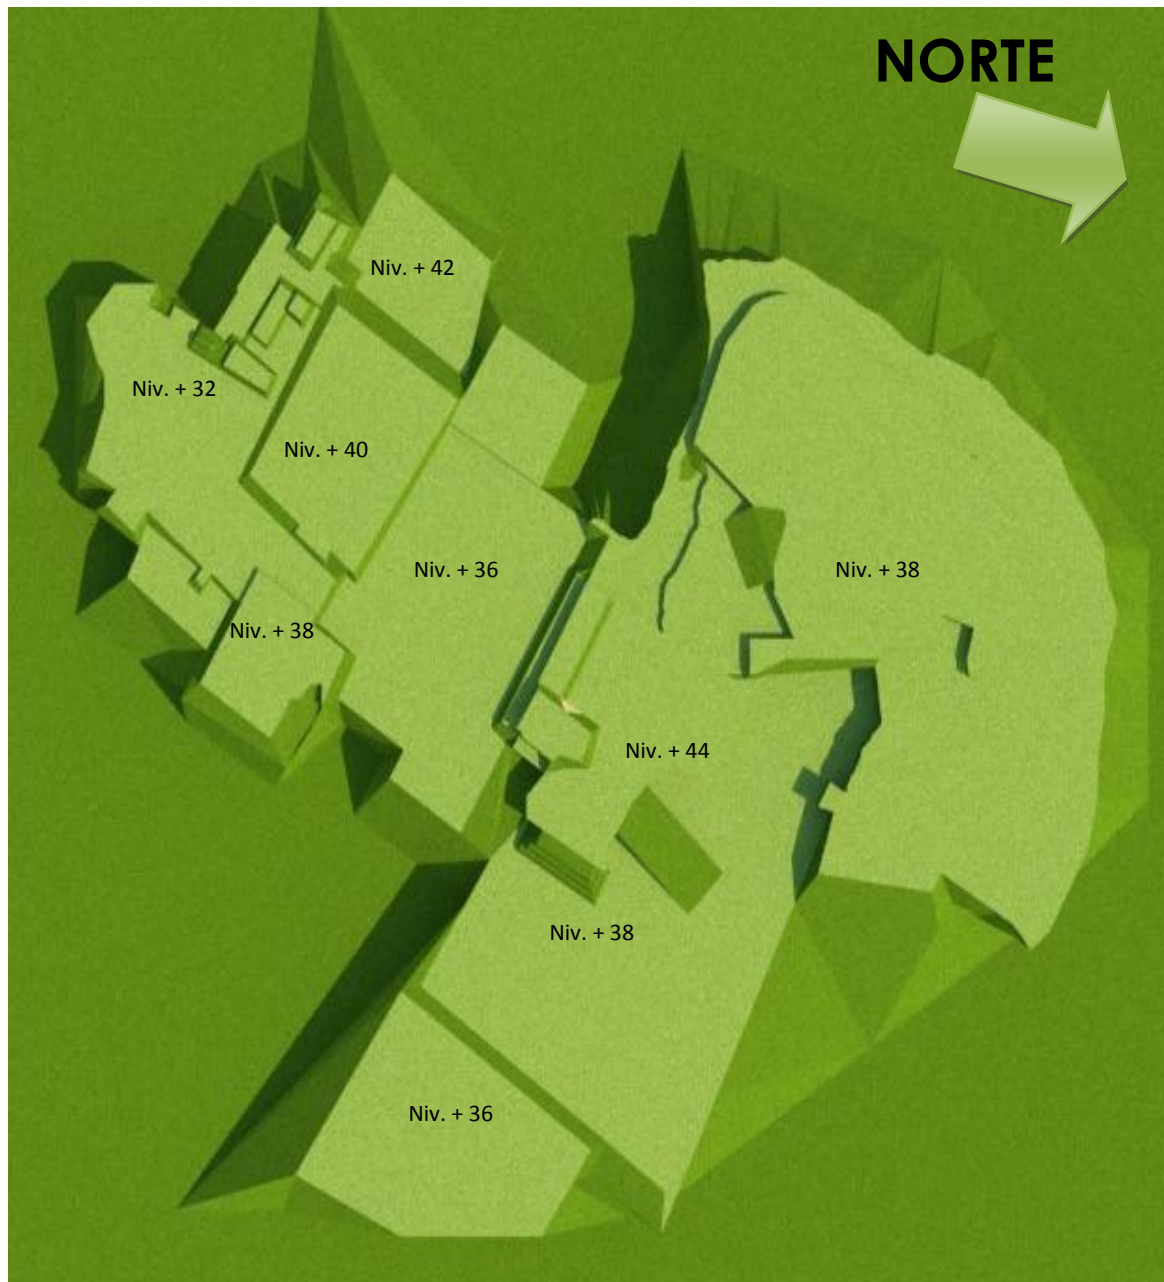 NORTE
Niv. + 42
Niv. + 32
Niv. + 40
Niv. + 36
Niv. + 38
Niv. + 38
Niv. + 44
Niv. + 38
Niv. + 36